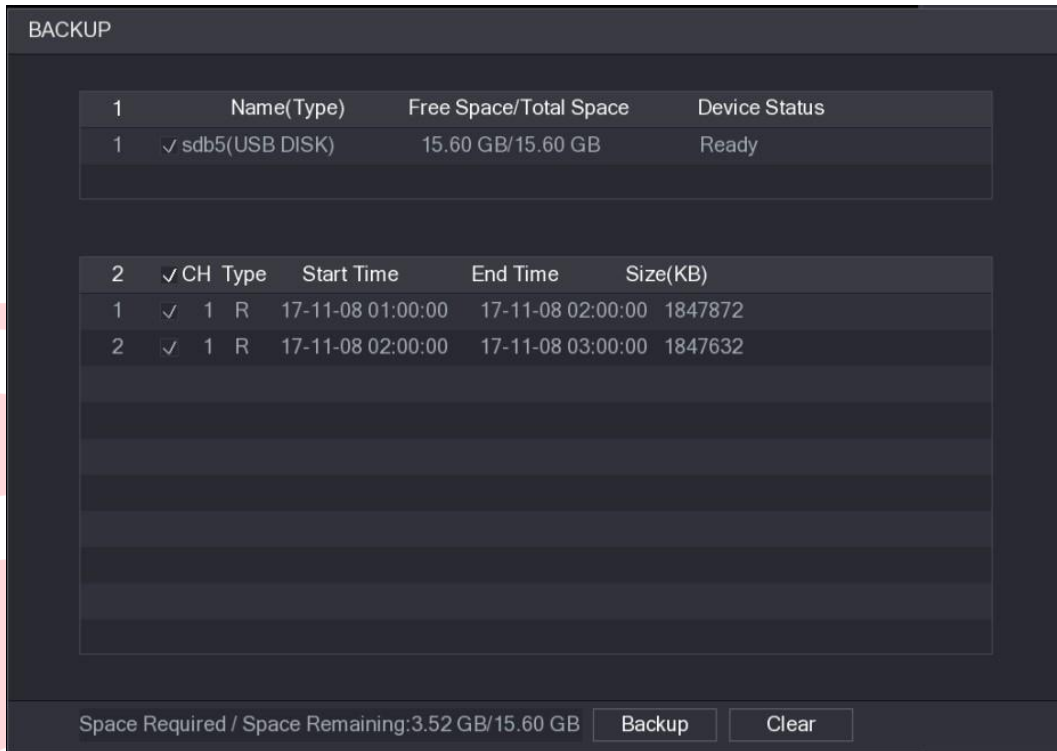 BACKUP
1 Name(Type) Free Space/Total Space Device Status
1 sdb5(USB DISK) 15.60 GB/15.60 GB Ready
2 CH Type Start Time End Time Size(KB)
1 1 R 17-11-08 01:00:00 17-11-08 02:00:00 1847872
2 1 R 17-11-08 02:00:00 17-11-08 03:00:00 1847632
Space Required / Space Remaining:3.52 GB/15.60 GB Backup Clear